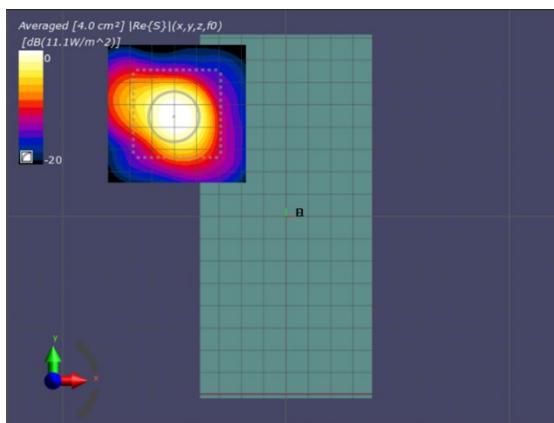 Averaged [4.0 cm²] |Re{S}|(x,y,z,f0)
[dB(11.1W/m^2)]
0
-20
y
x